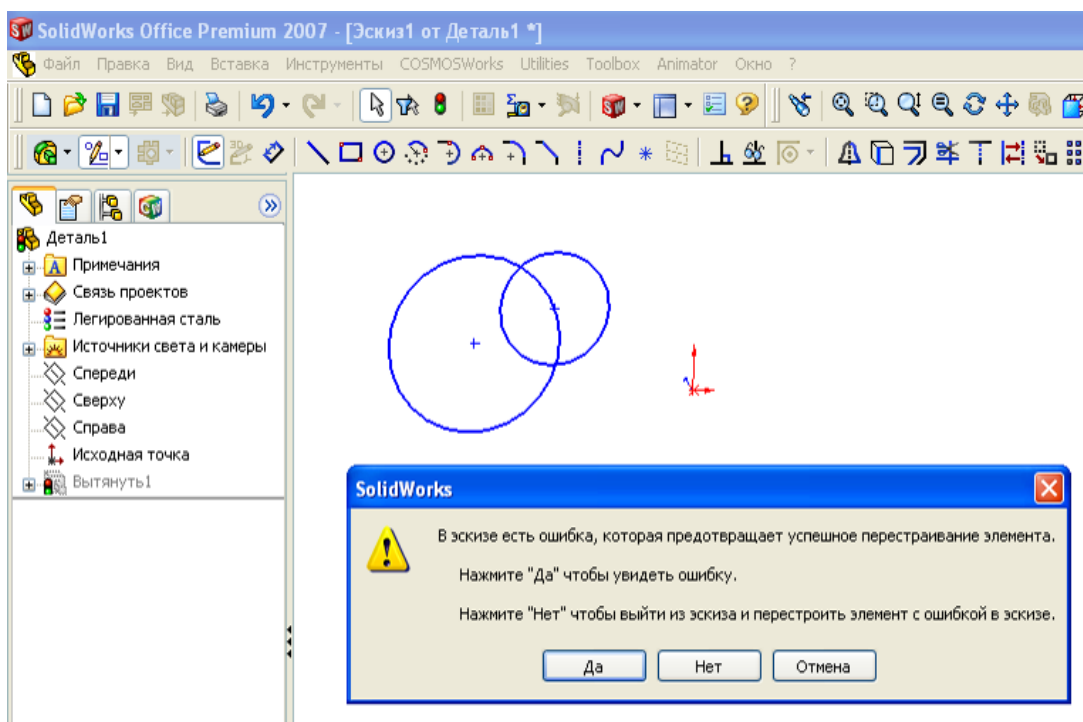 SolidWorks Office Premium 2007 - [Эскиз1 от Деталь1 *]
Файл Правка Вид Вставка Инструменты COSMOSWorks Utilities Toolbox Animator Окно ?
Деталь1
Примечания
Связь проектов
Легированная сталь
Источники света и камеры
Спереди
Сверху
Справа
Исходная точка
Вытянуть1
SolidWorks
В эскизе есть ошибка, которая предотвращает успешное перестраивание элемента.
Нажмите "Да" чтобы увидеть ошибку.
Нажмите "Нет" чтобы выйти из эскиза и перестроить элемент с ошибкой в эскизе.
Да Нет Отмена